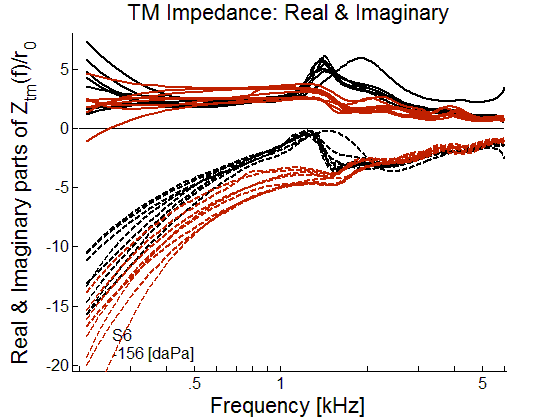 TM Impedance: Real & Imaginary
Real & Imaginary parts of Z_tm(f)/r_0
5
0
-5
-10
-15
-20
S6
-156 [daPa]
.5
1
5
Frequency [kHz]